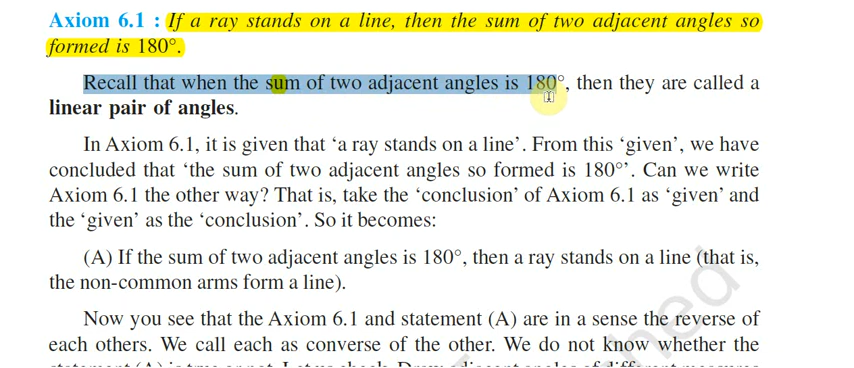 Axiom 6.1 : If a ray stands on a line, then the sum of two adjacent angles so
formed is 180°.
Recall that when the sum of two adjacent angles is 180°, then they are called a
linear pair of angles.
In Axiom 6.1, it is given that ‘a ray stands on a line’. From this ‘given’, we have
concluded that ‘the sum of two adjacent angles so formed is 180°’. Can we write
Axiom 6.1 the other way? That is, take the ‘conclusion’ of Axiom 6.1 as ‘given’ and
the ‘given’ as the ‘conclusion’. So it becomes:
(A) If the sum of two adjacent angles is 180°, then a ray stands on a line (that is,
the non-common arms form a line).
Now you see that the Axiom 6.1 and statement (A) are in a sense the reverse of
each others. We call each as converse of the other. We do not know whether the